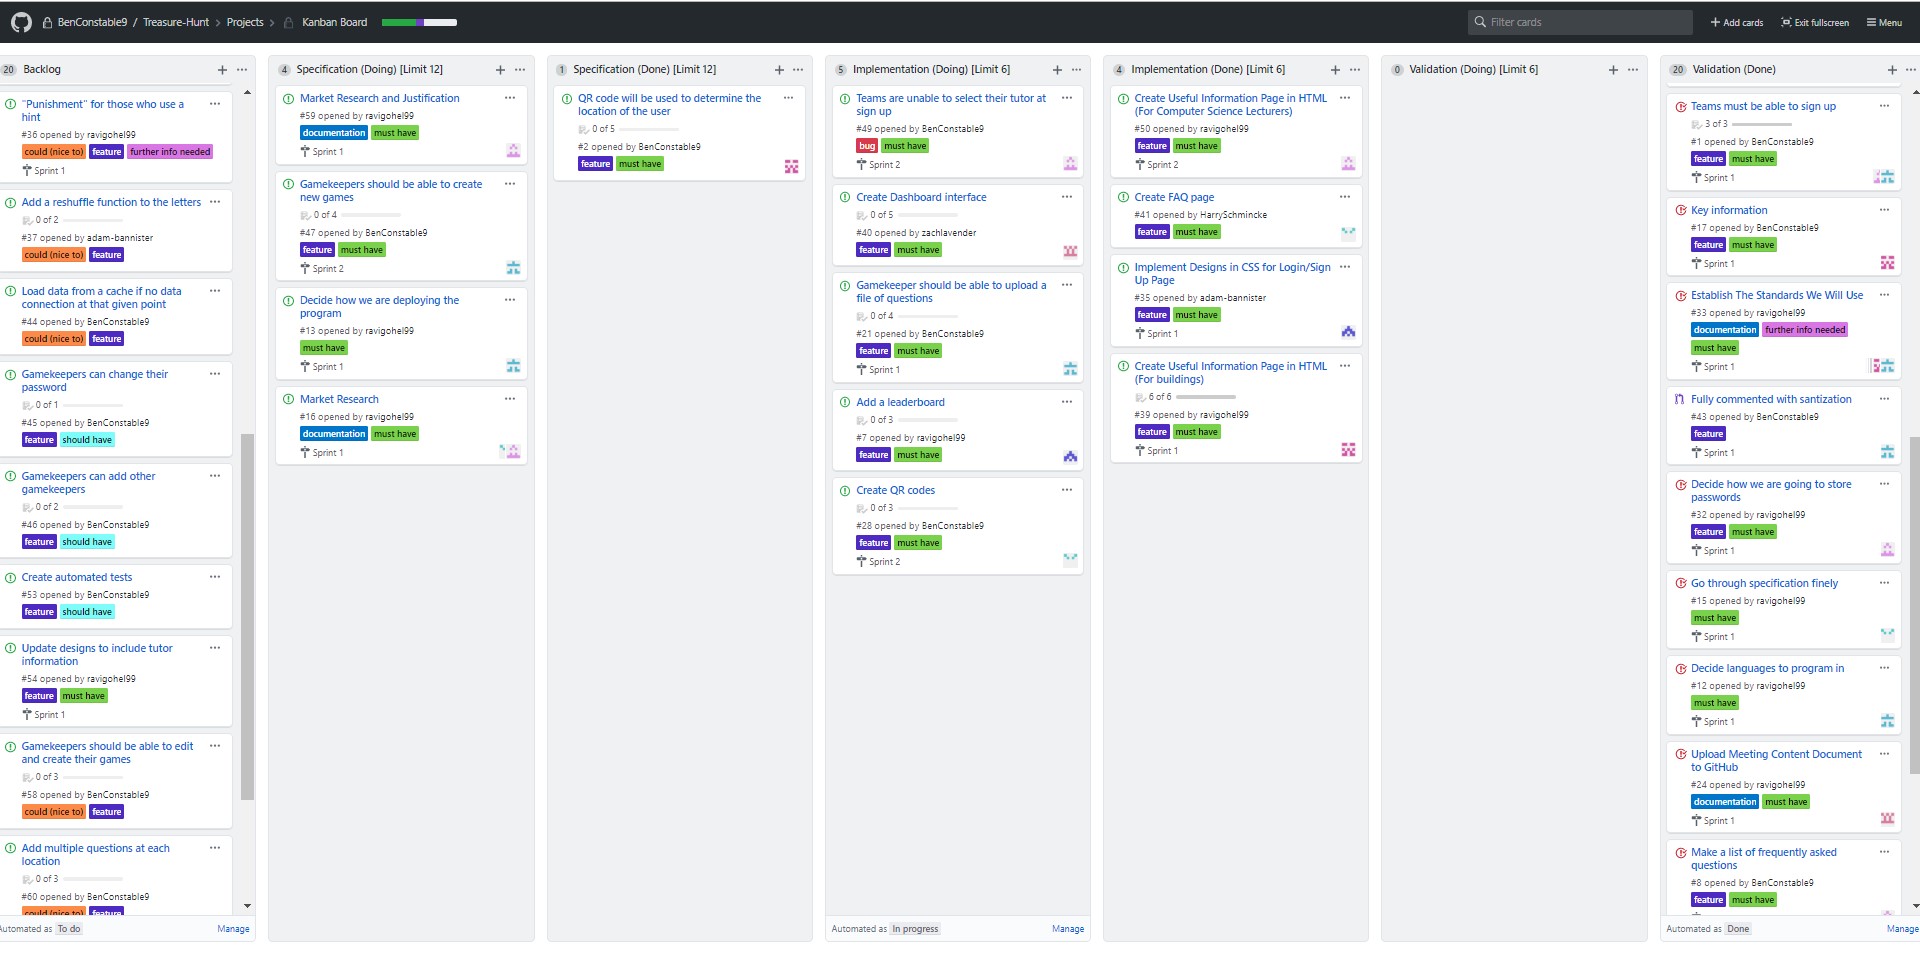 BenConstable9 / Treasure-Hunt
Projects
Kanban Board
Filter cards
Add cards
Exit fullscreen
Menu
20 Backlog
"Punishment" for those who use a
hint
#36 opened by ravigohel99
could (nice to) feature further info needed
Sprint 1
Add a reshuffle function to the letters
0 of 2
#37 opened by adam-bannister
could (nice to) feature
Load data from a cache if no data
connection at that given point
#44 opened by BenConstable9
could (nice to) feature
Gamekeepers can change their
password
0 of 1
#45 opened by BenConstable9
feature should have
Gamekeepers can add other
gamekeepers
0 of 2
#46 opened by BenConstable9
feature should have
Create automated tests
#53 opened by BenConstable9
feature should have
Update designs to include tutor
information
#54 opened by ravigohel99
feature must have
Sprint 1
Gamekeepers should be able to edit
and create their games
0 of 3
#58 opened by BenConstable9
could (nice to) feature
Add multiple questions at each
location
0 of 3
#60 opened by BenConstable9
could (nice to) feature
Automated as To do
Manage
4 Specification (Doing) [Limit 12]
Market Research and Justification
#59 opened by ravigohel99
documentation must have
Sprint 1
Gamekeepers should be able to create
new games
0 of 4
#47 opened by BenConstable9
feature must have
Sprint 2
Decide how we are deploying the
program
#13 opened by ravigohel99
must have
Sprint 1
Market Research
#16 opened by ravigohel99
documentation must have
Sprint 1
1 Specification (Done) [Limit 12]
QR code will be used to determine the
location of the user
0 of 5
#2 opened by BenConstable9
feature must have
5 Implementation (Doing) [Limit 6]
Teams are unable to select their tutor at
sign up
#49 opened by BenConstable9
bug must have
Sprint 2
Create Dashboard interface
0 of 5
#40 opened by zachlavender
feature must have
Gamekeeper should be able to upload a
file of questions
0 of 4
#21 opened by BenConstable9
feature must have
Sprint 1
Add a leaderboard
0 of 3
#7 opened by ravigohel99
feature must have
Create QR codes
0 of 3
#28 opened by BenConstable9
feature must have
Sprint 2
Automated as In progress
Manage
4 Implementation (Done) [Limit 6]
Create Useful Information Page in HTML
(For Computer Science Lecturers)
#50 opened by ravigohel99
feature must have
Sprint 2
Create FAQ page
#41 opened by HarrySchmincke
feature must have
Implement Designs in CSS for Login/Sign
Up Page
#35 opened by adam-bannister
feature must have
Sprint 1
Create Useful Information Page in HTML
(For buildings)
6 of 6
#39 opened by ravigohel99
feature must have
Sprint 1
0 Validation (Doing) [Limit 6]
20 Validation (Done)
Teams must be able to sign up
3 of 3
#1 opened by BenConstable9
feature must have
Sprint 1
Key information
#17 opened by BenConstable9
feature must have
Sprint 1
Establish The Standards We Will Use
#33 opened by ravigohel99
documentation further info needed
must have
Sprint 1
Fully commented with santization
#43 opened by BenConstable9
feature
Sprint 1
Decide how we are going to store
passwords
#32 opened by ravigohel99
feature must have
Sprint 1
Go through specification finely
#15 opened by ravigohel99
must have
Sprint 1
Decide languages to program in
#12 opened by ravigohel99
must have
Sprint 1
Upload Meeting Content Document
to GitHub
#24 opened by ravigohel99
documentation must have
Sprint 1
Make a list of frequently asked
questions
#8 opened by BenConstable9
feature must have
Automated as Done
Manage